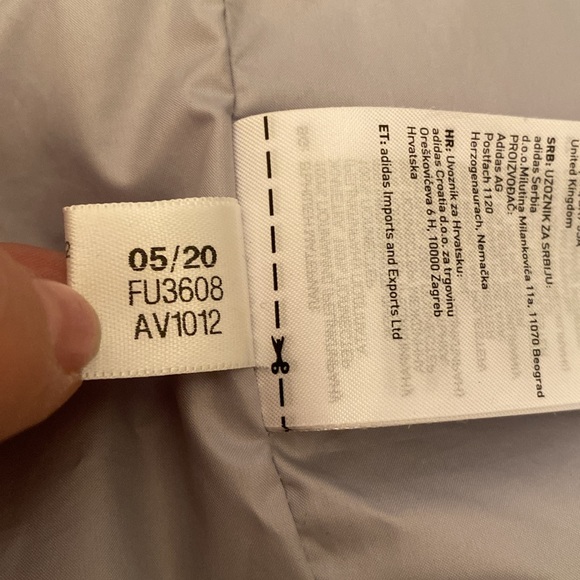 05/20
FU3608
AV1012
2
United Kingdom
SRB: UZOZNIK ZA SRBIJU:
adidas Serbia
d.o.o.Milutina Milankovića 11a, 11070 Beograd
PROIZVOĐAČ:
Adidas AG
Postfach 1120
Herzogenaurach, Nemačka
HR: Uvoznik za Hrvatsku:
adidas Croatia d.o.o. za trgovinu
Oreškovićeva 6 H, 10000 Zagreb
Hrvatska
ET: adidas Imports and Exports Ltd